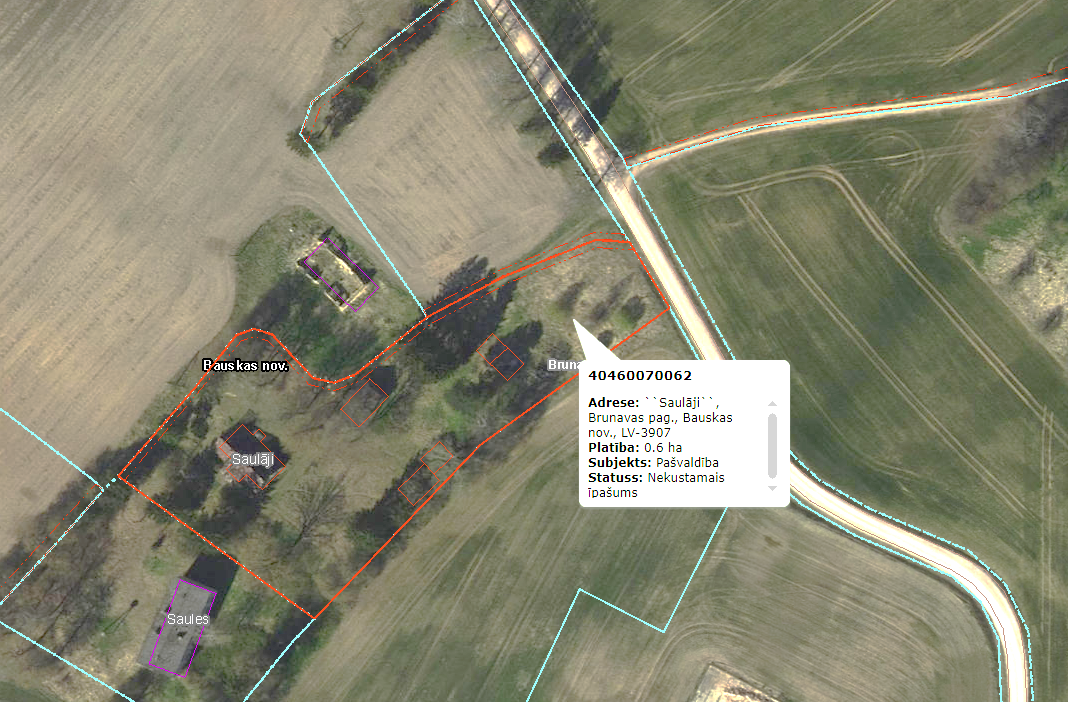 Bauskas nov.
Bruna
40460070062
Adrese: ``Saulāji``,
Brunavas pag., Bauskas
nov., LV-3907
Platība: 0.6 ha
Subjekts: Pašvaldība
Statuss: Nekustamais
īpašums
Saulāji
Saules